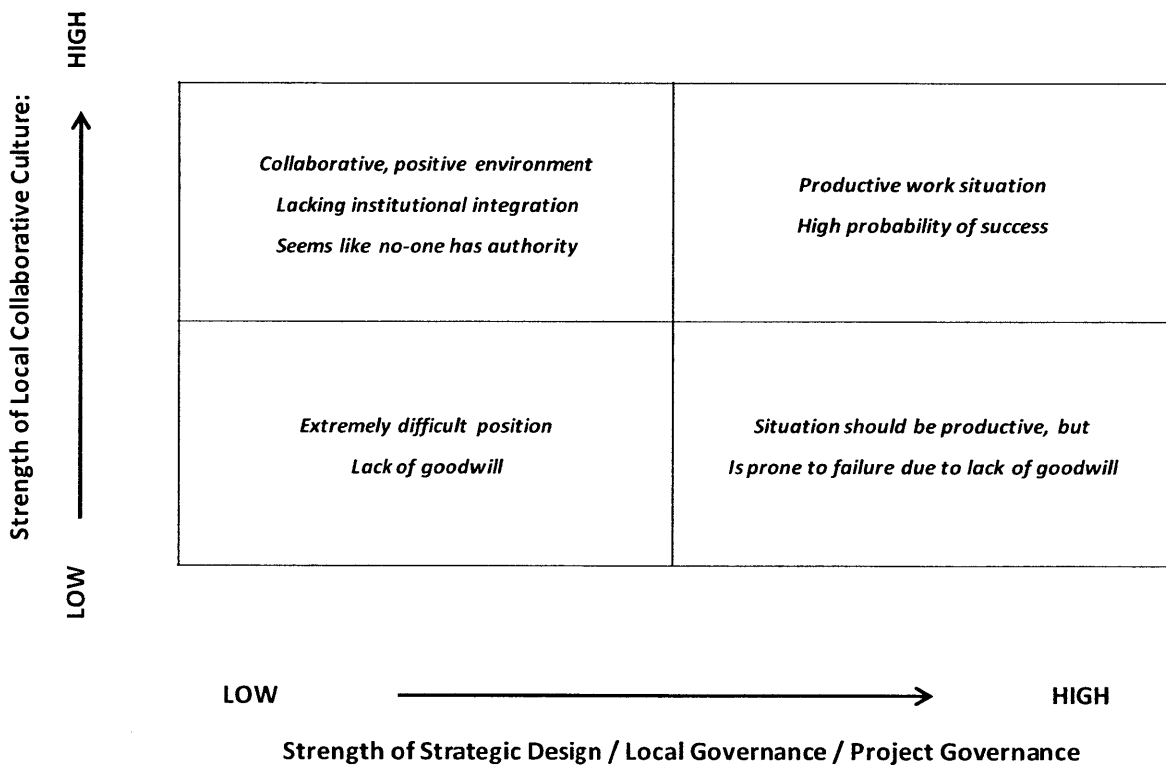 HIGH
Strength of Local Collaborative Culture:
LOW
Collaborative, positive environment
Lacking institutional integration
Seems like no-one has authority
Productive work situation
High probability of success
Extremely difficult position
Lack of goodwill
Situation should be productive, but
Is prone to failure due to lack of goodwill
LOW
HIGH
Strength of Strategic Design / Local Governance / Project Governance